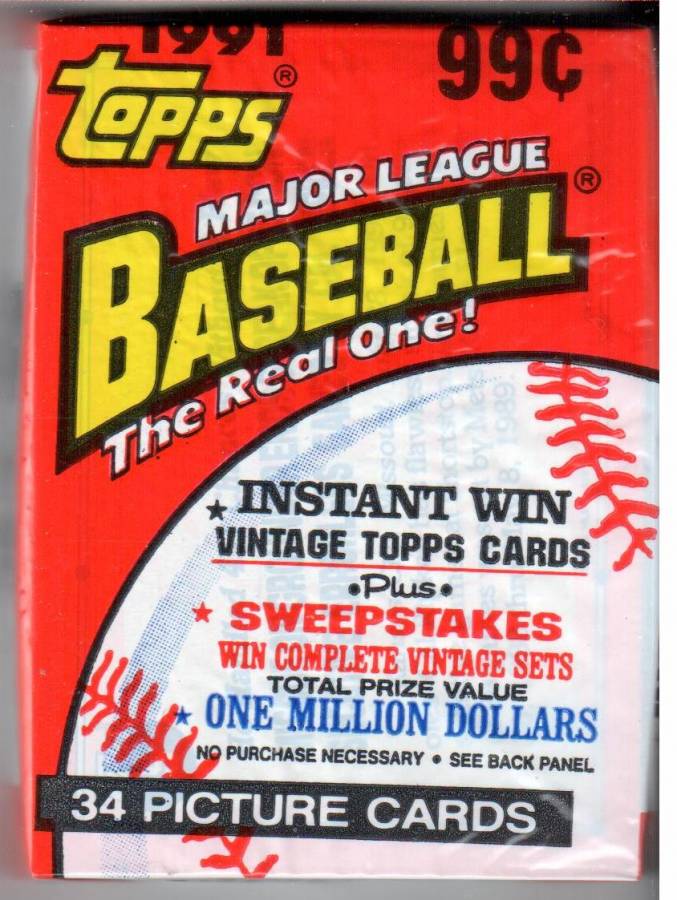 1991 99¢
Topps®
MAJOR LEAGUE
BASEBALL®
The Real One!
★ INSTANT WIN
VINTAGE TOPPS CARDS
•Plus•
★ SWEEPSTAKES
WIN COMPLETE VINTAGE SETS
TOTAL PRIZE VALUE
★ ONE MILLION DOLLARS
NO PURCHASE NECESSARY • SEE BACK PANEL
34 PICTURE CARDS